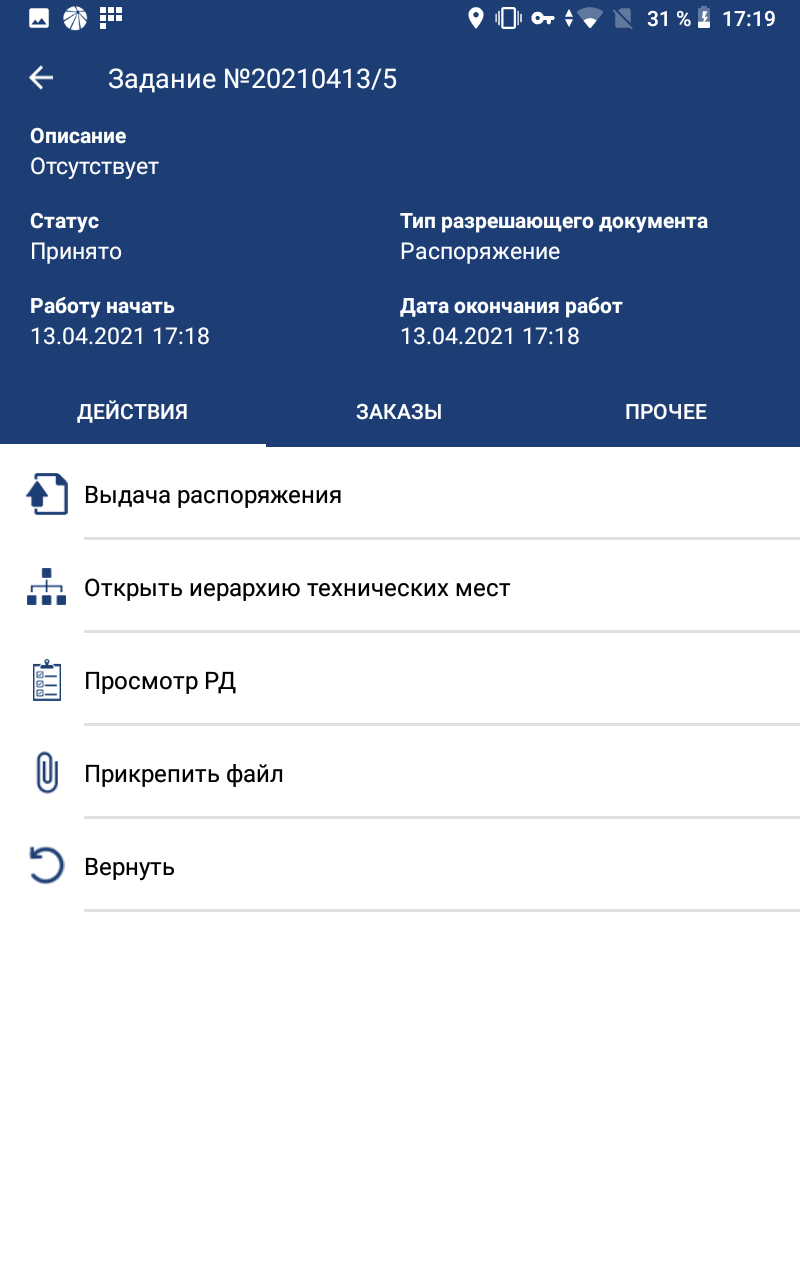 31 % 17:19
Задание №20210413/5
Описание
Отсутствует
Статус
Тип разрешающего документа
Принято
Распоряжение
Работу начать
Дата окончания работ
13.04.2021 17:18
13.04.2021 17:18
ДЕЙСТВИЯ
ЗАКАЗЫ
ПРОЧЕЕ
Выдача распоряжения
Открыть иерархию технических мест
Просмотр РД
Прикрепить файл
Вернуть